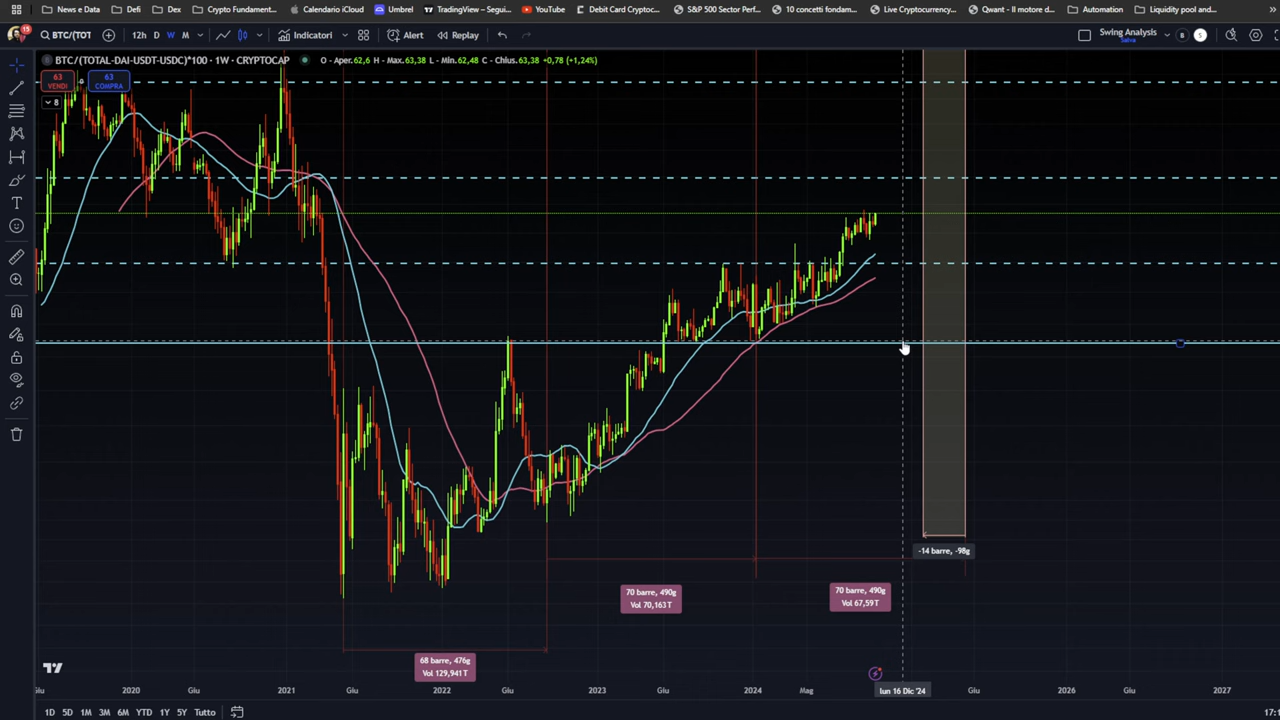 News e Data
Defi
Dex
Crypto Fundament...
Calendario iCloud
Umbrel
TradingView – Segui...
YouTube
Debit Card Cryptoc...
S&P 500 Sector Perf...
10 concetti fondam...
Live Cryptocurrency...
Qwant - Il motore d...
Automation
Liquidity pool and...
15
BTC/(TOT
12h
D
W
M
Indicatori
Alert
Replay
Swing Analysis
Salva
B
S
BTC/(TOTAL-DAI-USDT-USDC)*100 · 1W · CRYPTOCAP
O - Aper.62,6 H - Max.63,38 L - Min.62,48 C - Chius.63,38 +0,78 (+1,24%)
63
VENDI
0
63
COMPRA
8
-14 barre, -98g
70 barre, 490g
Vol 70,163T
70 barre, 490g
Vol 67,59T
68 barre, 476g
Vol 129,941T
Giu
2020
Giu
2021
Giu
2022
Giu
2023
Giu
2024
Mag
lun 16 Dic '24
Giu
2026
Giu
2027
1D
5D
1M
3M
6M
YTD
1Y
5Y
Tutto